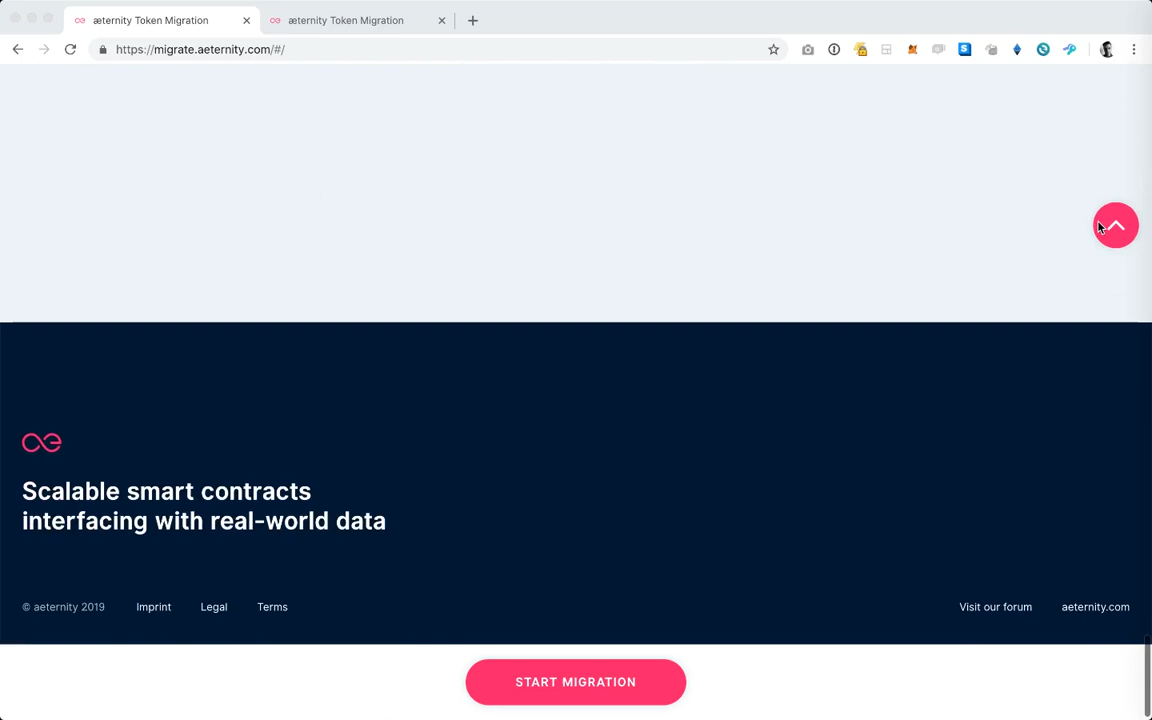 æternity Token Migration
æternity Token Migration
https://migrate.aeternity.com/#/
Scalable smart contracts
interfacing with real-world data
© aeternity 2019 Imprint Legal Terms Visit our forum aeternity.com
START MIGRATION